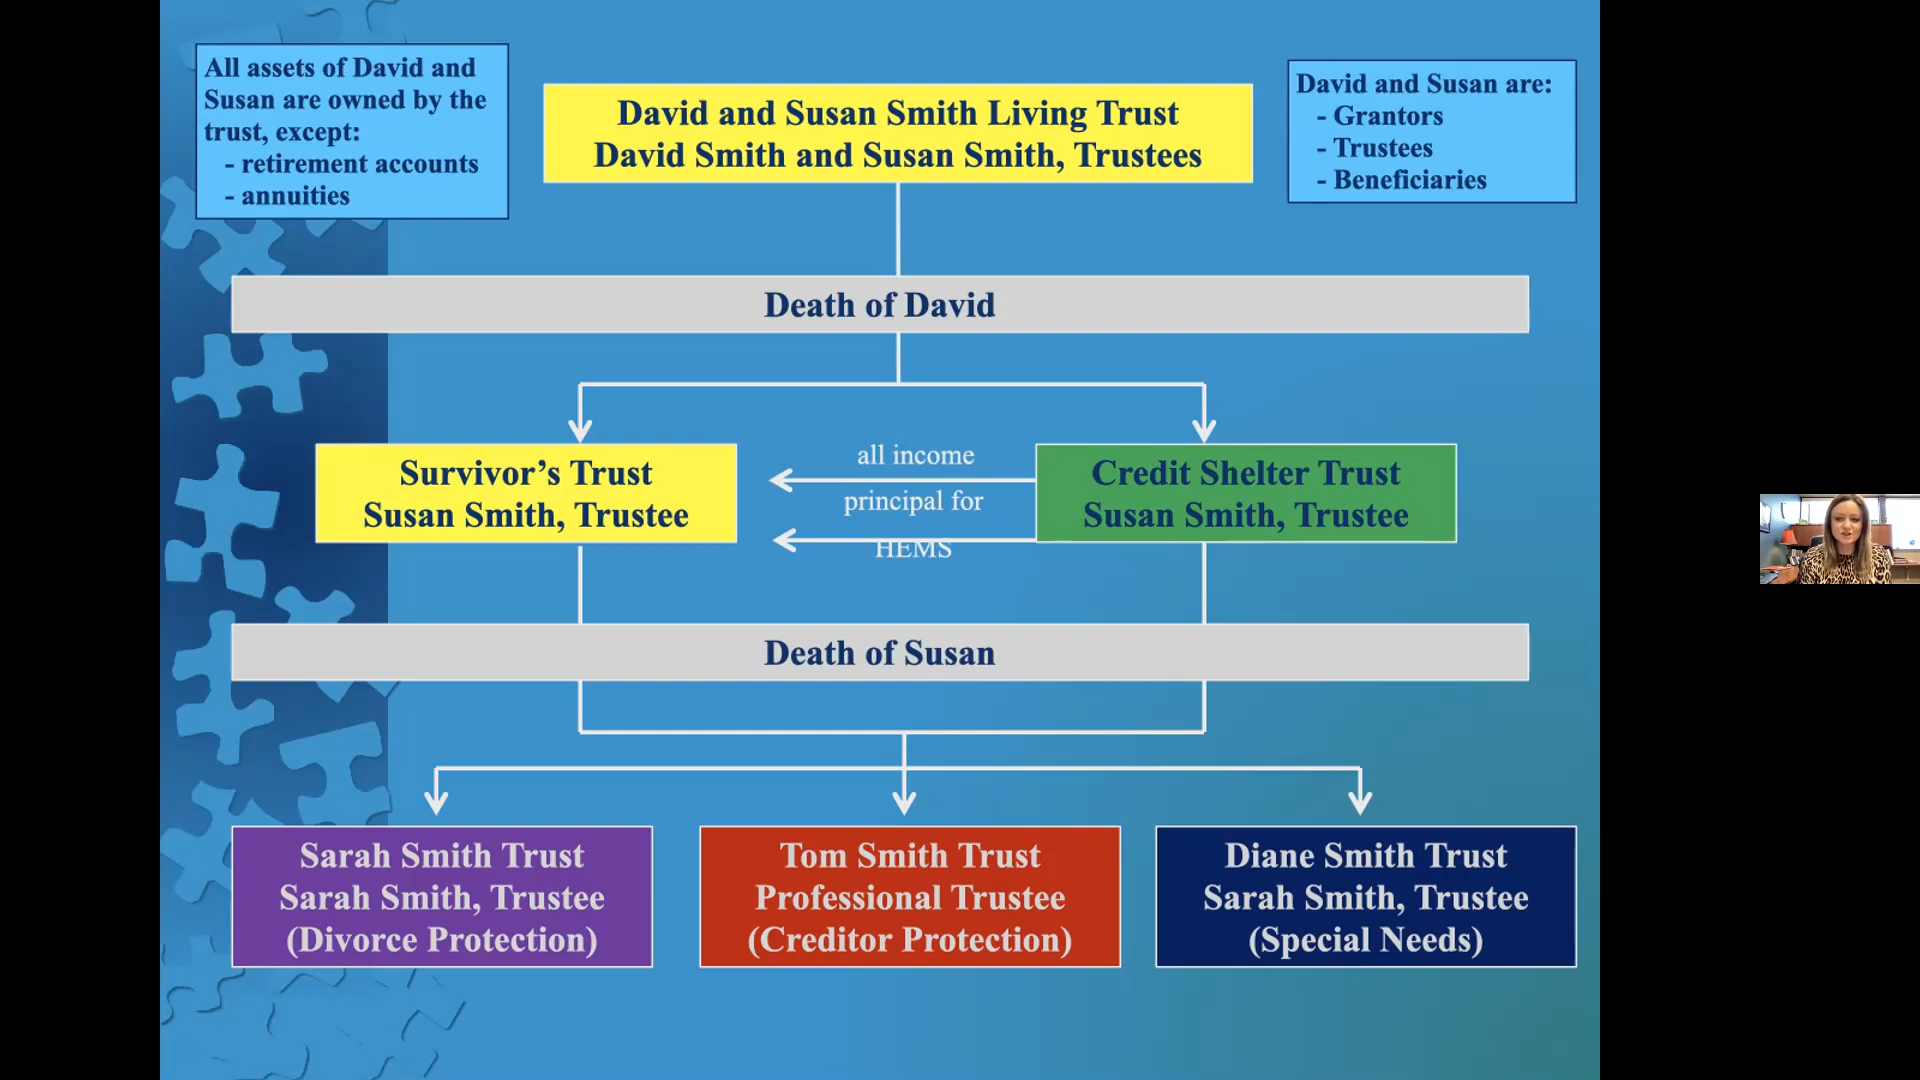 All assets of David and
Susan are owned by the
trust, except:
- retirement accounts
- annuities
David and Susan Smith Living Trust
David Smith and Susan Smith, Trustees
David and Susan are:
- Grantors
- Trustees
- Beneficiaries
Death of David
Survivor’s Trust
Susan Smith, Trustee
all income
principal for
HEMS
Credit Shelter Trust
Susan Smith, Trustee
Death of Susan
Sarah Smith Trust
Sarah Smith, Trustee
(Divorce Protection)
Tom Smith Trust
Professional Trustee
(Creditor Protection)
Diane Smith Trust
Sarah Smith, Trustee
(Special Needs)